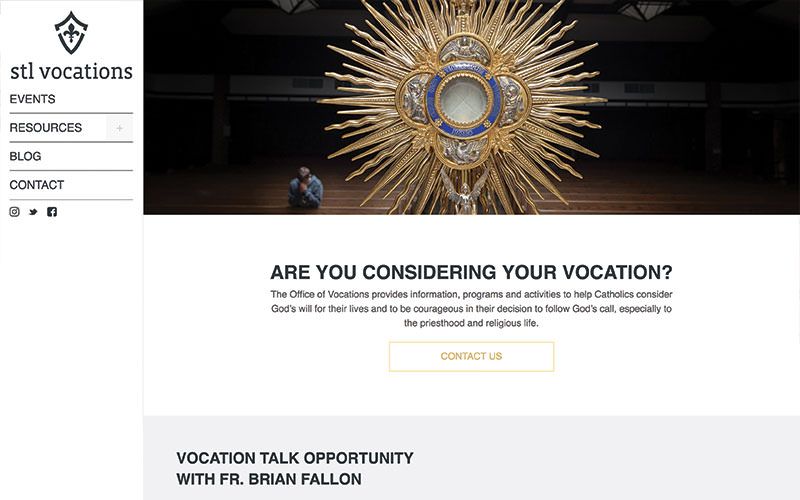 stl vocations
EVENTS
RESOURCES +
BLOG
CONTACT
ARE YOU CONSIDERING YOUR VOCATION?
The Office of Vocations provides information, programs and activities to help Catholics consider
God's will for their lives and to be courageous in their decision to follow God's call, especially to
the priesthood and religious life.
CONTACT US
VOCATION TALK OPPORTUNITY
WITH FR. BRIAN FALLON